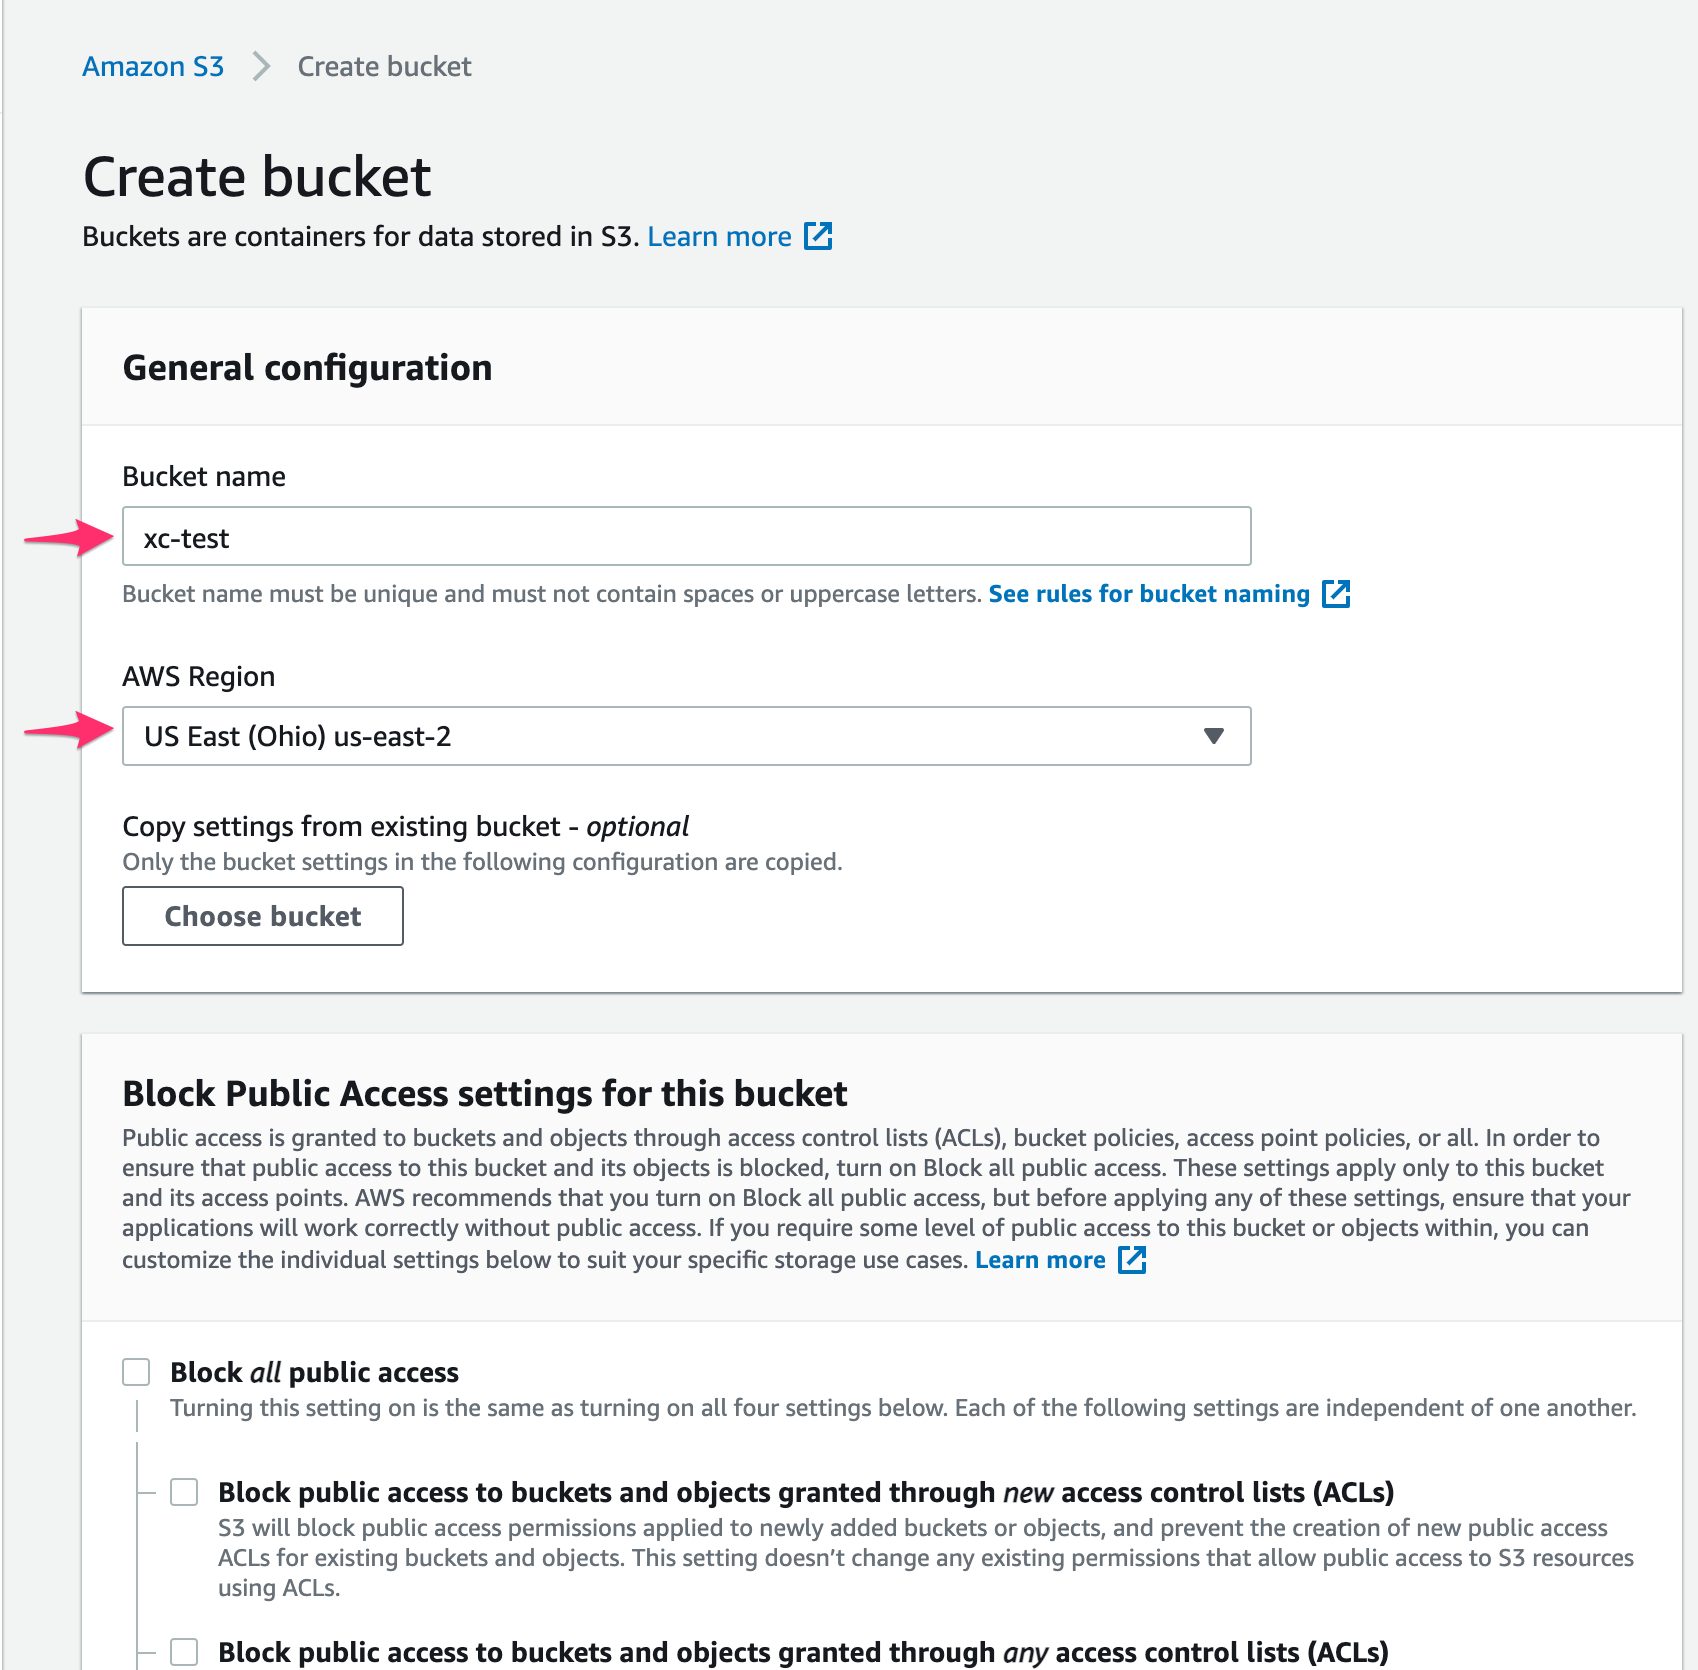 Amazon S3 > Create bucket
Create bucket
Buckets are containers for data stored in S3. Learn more
General configuration
Bucket name
xc-test
Bucket name must be unique and must not contain spaces or uppercase letters. See rules for bucket naming
AWS Region
US East (Ohio) us-east-2
Copy settings from existing bucket - optional
Only the bucket settings in the following configuration are copied.
Choose bucket
Block Public Access settings for this bucket
Public access is granted to buckets and objects through access control lists (ACLs), bucket policies, access point policies, or all. In order to
ensure that public access to this bucket and its objects is blocked, turn on Block all public access. These settings apply only to this bucket
and its access points. AWS recommends that you turn on Block all public access, but before applying any of these settings, ensure that your
applications will work correctly without public access. If you require some level of public access to this bucket or objects within, you can
customize the individual settings below to suit your specific storage use cases. Learn more
Block all public access
Turning this setting on is the same as turning on all four settings below. Each of the following settings are independent of one another.
Block public access to buckets and objects granted through new access control lists (ACLs)
S3 will block public access permissions applied to newly added buckets or objects, and prevent the creation of new public access
ACLs for existing buckets and objects. This setting doesn’t change any existing permissions that allow public access to S3 resources
using ACLs.
Block public access to buckets and objects granted through any access control lists (ACLs)